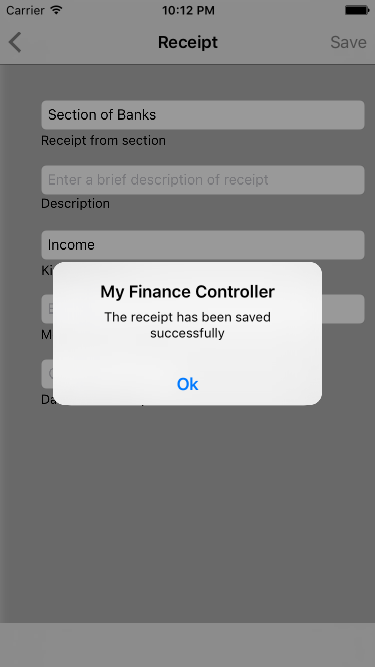 Carrier 10:12 PM
Receipt Save
Section of Banks
Receipt from section
Enter a brief description of receipt
Description
Income
My Finance Controller
The receipt has been saved
successfully
Ok